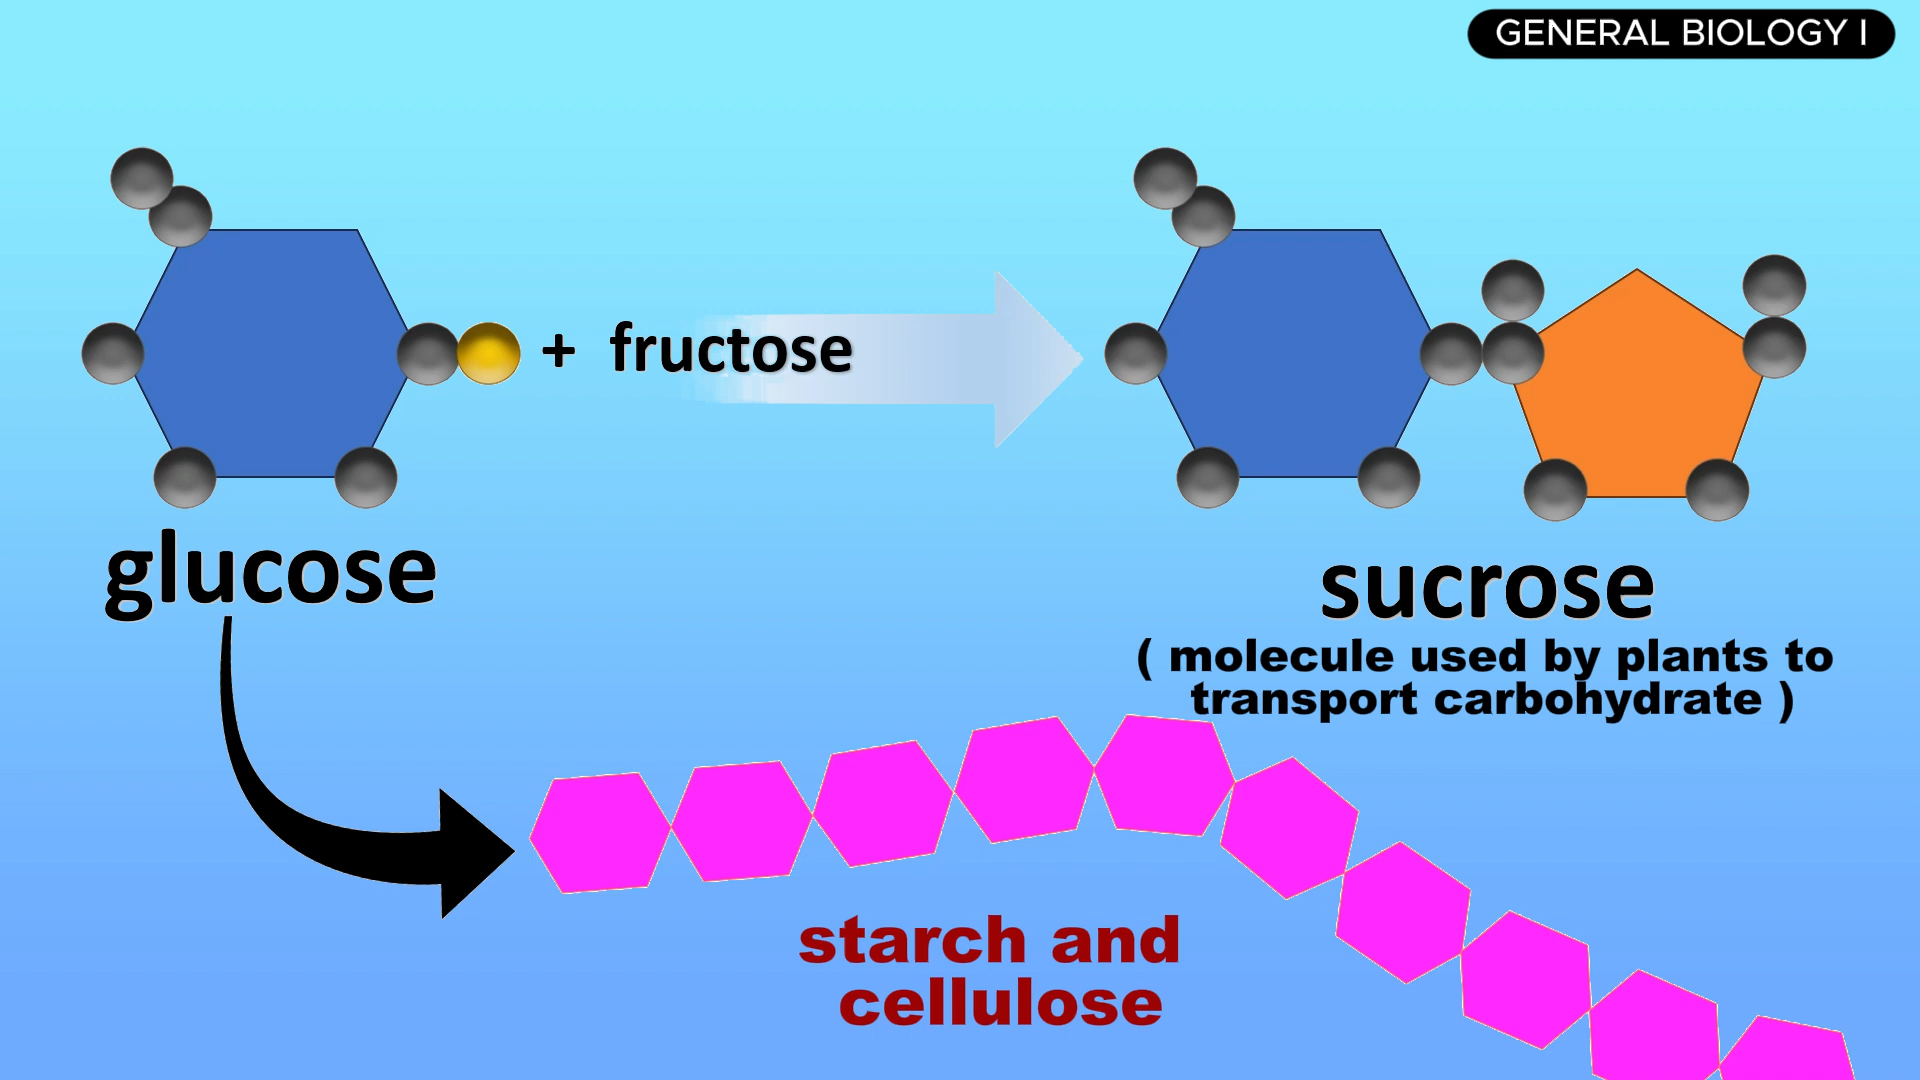 GENERAL BIOLOGY I
+ fructose
glucose
sucrose
( molecule used by plants to
transport carbohydrate )
starch and
cellulose